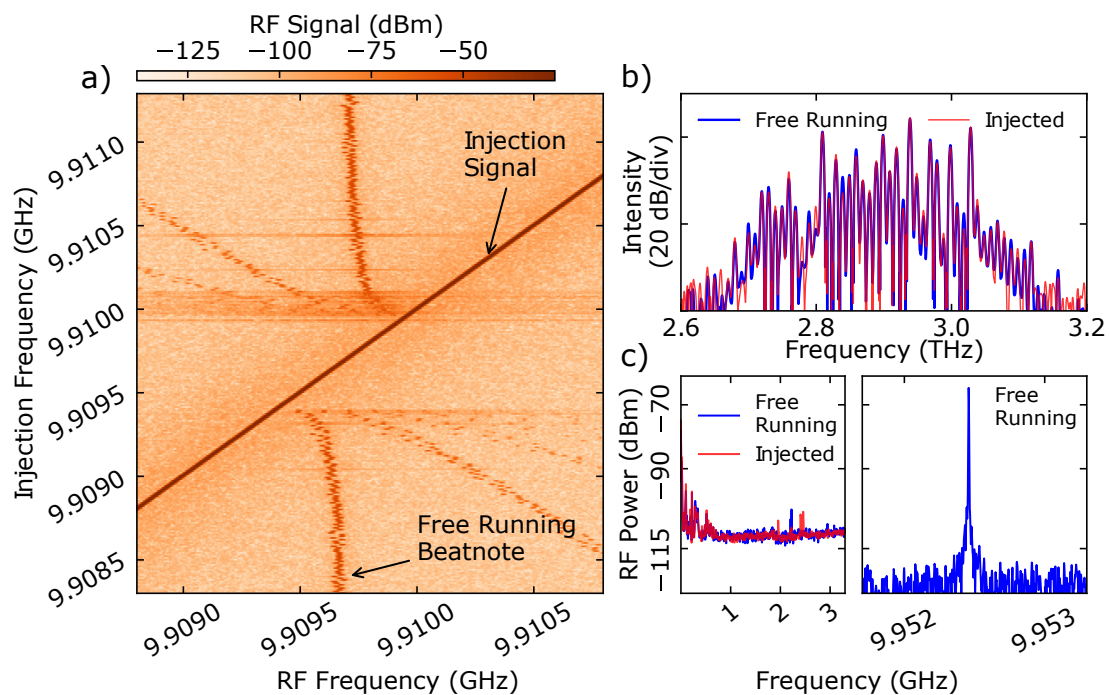 RF Signal (dBm)
−125 −100 −75 −50
a)
Injection
Signal
Free Running
Beatnote
9.9110
9.9105
9.9100
9.9095
9.9090
9.9085
Injection Frequency (GHz)
9.9090 9.9095 9.9100 9.9105
RF Frequency (GHz)
b)
Free Running Injected
Intensity
(20 dB/div)
2.6 2.8 3.0 3.2
Frequency (THz)
c)
Free
Running
Injected
Free
Running
−70
−90
−115
RF Power (dBm)
1 2 3
9.952 9.953
Frequency (GHz)